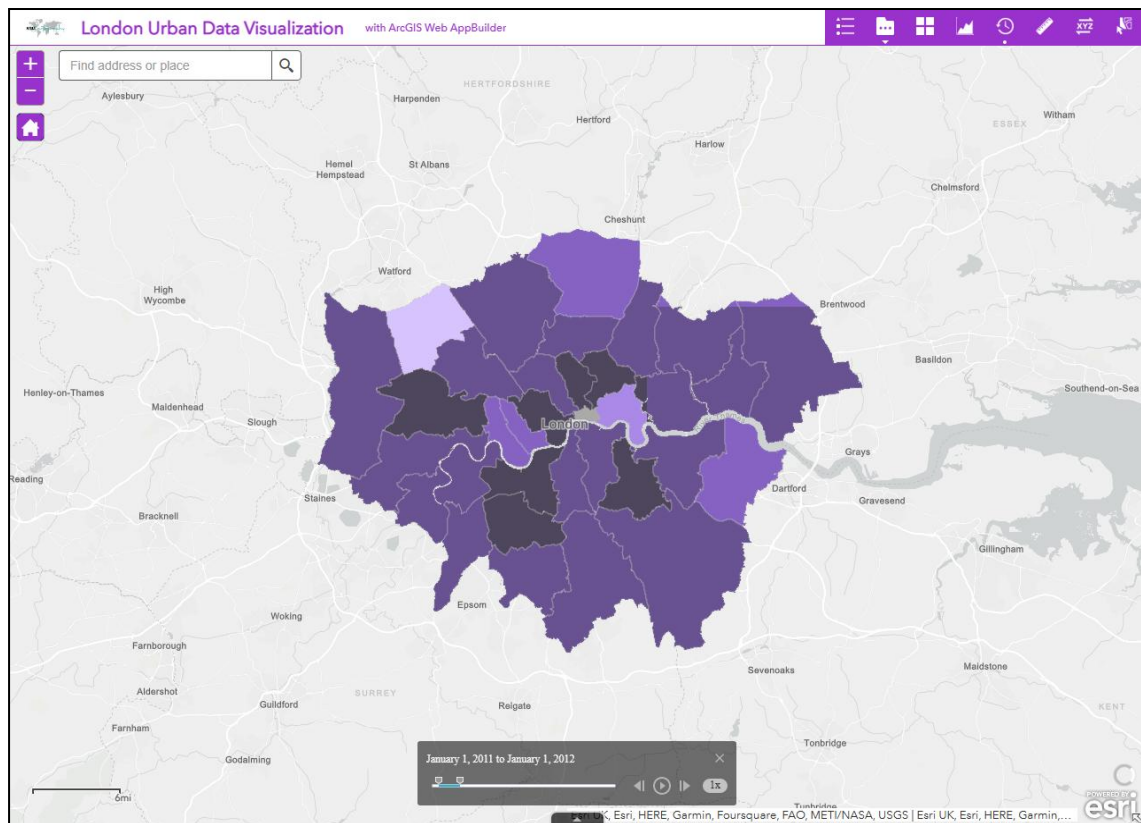 London Urban Data Visualization with ArcGIS Web AppBuilder
XYZ
+
Find address or place
−
HERTFORDSHIRE
Aylesbury
Harpenden
Hertford
Witham
ESSEX
Harlow
Hemel
Hempstead
St Albans
Chelmsford
Cheshunt
Watford
High
Wycombe
Brentwood
Basildon
Henley-on-Thames
Maidenhead
Slough
London
Southend-on-Sea
Grays
Reading
Staines
Dartford
Gravesend
Bracknell
Gillingham
Epsom
Woking
Farnborough
Sevenoaks
Maidstone
Aldershot
SURREY
Guildford
Reigate
KENT
Farnham
Tonbridge
Godalming
January 1, 2011 to January 1, 2012
1x
6mi
Tunbridge
POWERED BY
esri
Esri UK, Esri, HERE, Garmin, Foursquare, FAO, METI/NASA, USGS | Esri UK, Esri, HERE, Garmin,...